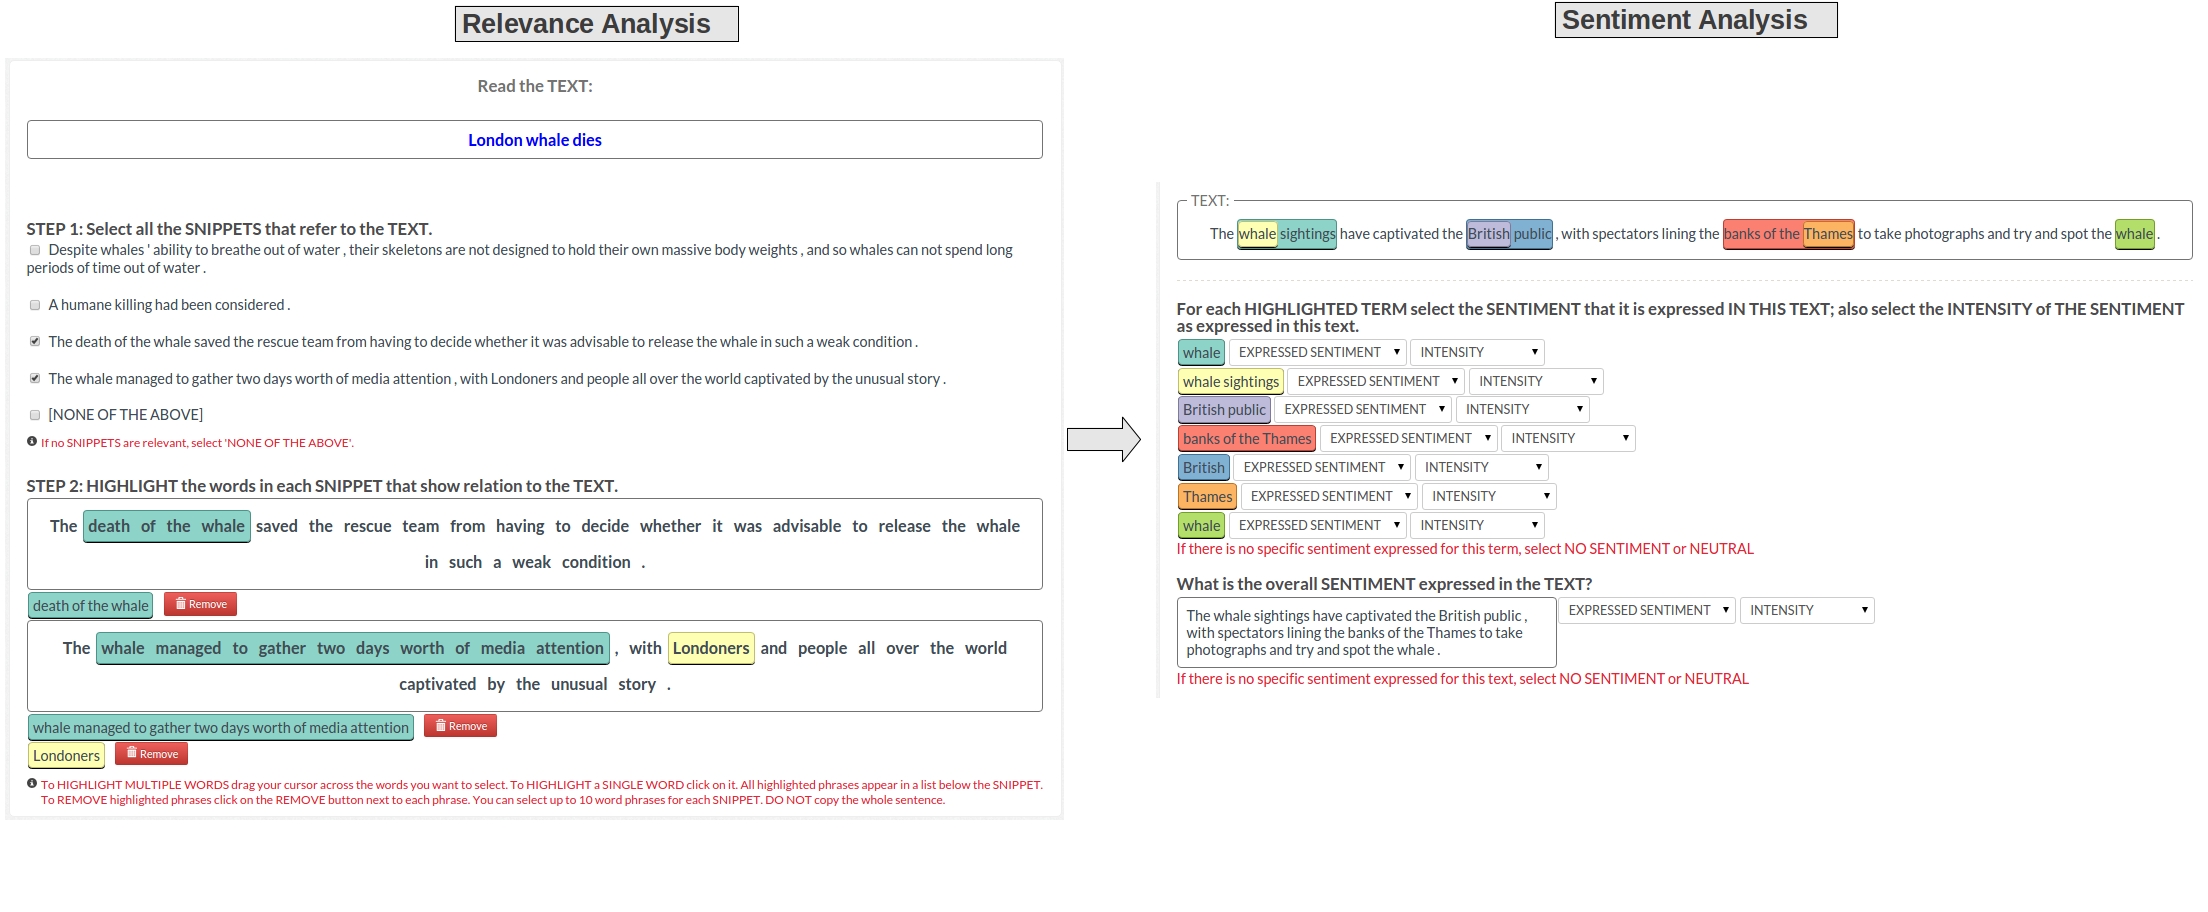 Relevance Analysis
Read the TEXT:
London whale dies
STEP 1: Select all the SNIPPETS that refer to the TEXT.
Despite whales ' ability to breathe out of water , their skeletons are not designed to hold their own massive body weights , and so whales can not spend long
periods of time out of water .
A humane killing had been considered .
The death of the whale saved the rescue team from having to decide whether it was advisable to release the whale in such a weak condition .
The whale managed to gather two days worth of media attention , with Londoners and people all over the world captivated by the unusual story .
[NONE OF THE ABOVE]
If no SNIPPETS are relevant, select 'NONE OF THE ABOVE'.
STEP 2: HIGHLIGHT the words in each SNIPPET that show relation to the TEXT.
The death of the whale saved the rescue team from having to decide whether it was advisable to release the whale
in such a weak condition .
death of the whale Remove
The whale managed to gather two days worth of media attention , with Londoners and people all over the world
captivated by the unusual story .
whale managed to gather two days worth of media attention Remove
Londoners Remove
To HIGHLIGHT MULTIPLE WORDS drag your cursor across the words you want to select. To HIGHLIGHT a SINGLE WORD click on it. All highlighted phrases appear in a list below the SNIPPET.
To REMOVE highlighted phrases click on the REMOVE button next to each phrase. You can select up to 10 word phrases for each SNIPPET. DO NOT copy the whole sentence.
Sentiment Analysis
TEXT:
The whale sightings have captivated the British public , with spectators lining the banks of the Thames to take photographs and try and spot the whale .
For each HIGHLIGHTED TERM select the SENTIMENT that it is expressed IN THIS TEXT; also select the INTENSITY of THE SENTIMENT
as expressed in this text.
whale EXPRESSED SENTIMENT INTENSITY
whale sightings EXPRESSED SENTIMENT INTENSITY
British public EXPRESSED SENTIMENT INTENSITY
banks of the Thames EXPRESSED SENTIMENT INTENSITY
British EXPRESSED SENTIMENT INTENSITY
Thames EXPRESSED SENTIMENT INTENSITY
whale EXPRESSED SENTIMENT INTENSITY
If there is no specific sentiment expressed for this term, select NO SENTIMENT or NEUTRAL
What is the overall SENTIMENT expressed in the TEXT?
The whale sightings have captivated the British public ,
with spectators lining the banks of the Thames to take
photographs and try and spot the whale .
EXPRESSED SENTIMENT INTENSITY
If there is no specific sentiment expressed for this text, select NO SENTIMENT or NEUTRAL